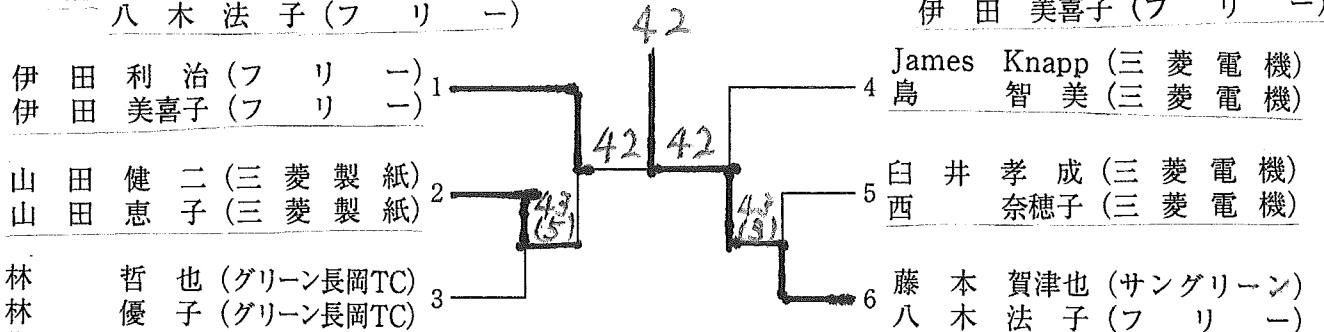 八木法子(フリー)
伊田美喜子(フリー)
42
伊田利治(フリー)
伊田美喜子(フリー)
1
山田健二(三菱製紙)
山田恵子(三菱製紙)
2
林哲也(グリーン長岡TC)
林優子(グリーン長岡TC)
3
43
(5)
42
42
43
(5)
4
James Knapp (三菱電機)
島智美(三菱電機)
5
臼井孝成(三菱電機)
西奈穂子(三菱電機)
6
藤本賀津也(サングリーン)
八木法子(フリー)